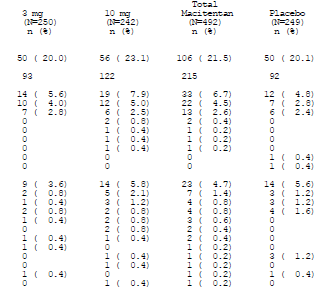 Total
3 mg 10 mg Macitentan Placebo
(N=250) (N=242) (N=492) (N=249)
n (%) n (%) n (%) n (%)
50 ( 20.0) 56 ( 23.1) 106 ( 21.5) 50 ( 20.1)
93 122 215 92
14 ( 5.6) 19 ( 7.9) 33 ( 6.7) 12 ( 4.8)
10 ( 4.0) 12 ( 5.0) 22 ( 4.5) 7 ( 2.8)
7 ( 2.8) 6 ( 2.5) 13 ( 2.6) 6 ( 2.4)
0 2 ( 0.8) 2 ( 0.4) 0
0 1 ( 0.4) 1 ( 0.2) 0
0 1 ( 0.4) 1 ( 0.2) 0
0 1 ( 0.4) 1 ( 0.2) 0
0 0 0 1 ( 0.4)
0 0 0 1 ( 0.4)
9 ( 3.6) 14 ( 5.8) 23 ( 4.7) 14 ( 5.6)
2 ( 0.8) 5 ( 2.1) 7 ( 1.4) 3 ( 1.2)
1 ( 0.4) 3 ( 1.2) 4 ( 0.8) 3 ( 1.2)
2 ( 0.8) 2 ( 0.8) 4 ( 0.8) 4 ( 1.6)
1 ( 0.4) 2 ( 0.8) 3 ( 0.6) 0
0 2 ( 0.8) 2 ( 0.4) 0
1 ( 0.4) 1 ( 0.4) 2 ( 0.4) 0
1 ( 0.4) 0 1 ( 0.2) 0
0 1 ( 0.4) 1 ( 0.2) 3 ( 1.2)
0 1 ( 0.4) 1 ( 0.2) 0
1 ( 0.4) 0 1 ( 0.2) 1 ( 0.4)
0 1 ( 0.4) 1 ( 0.2) 0